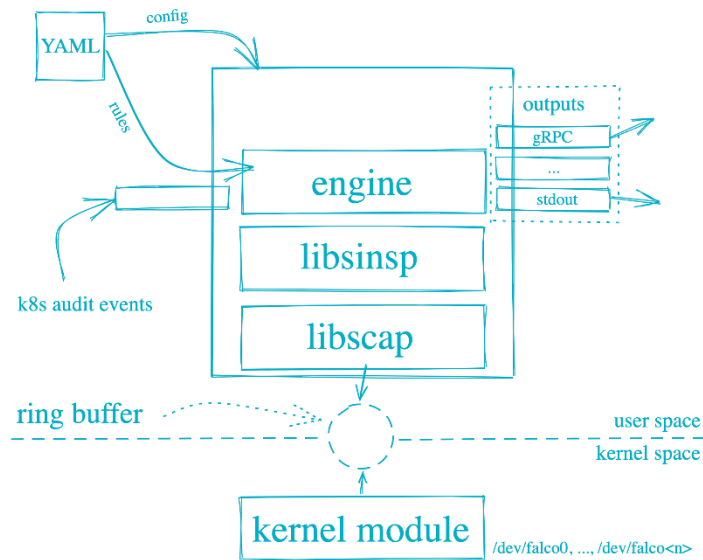 config
YAML
rules
outputs
gRPC
...
stdout
engine
libsinsp
k8s audit events
libscap
ring buffer
user space
kernel space
kernel module
/dev/falco0, ..., /dev/falco<n>